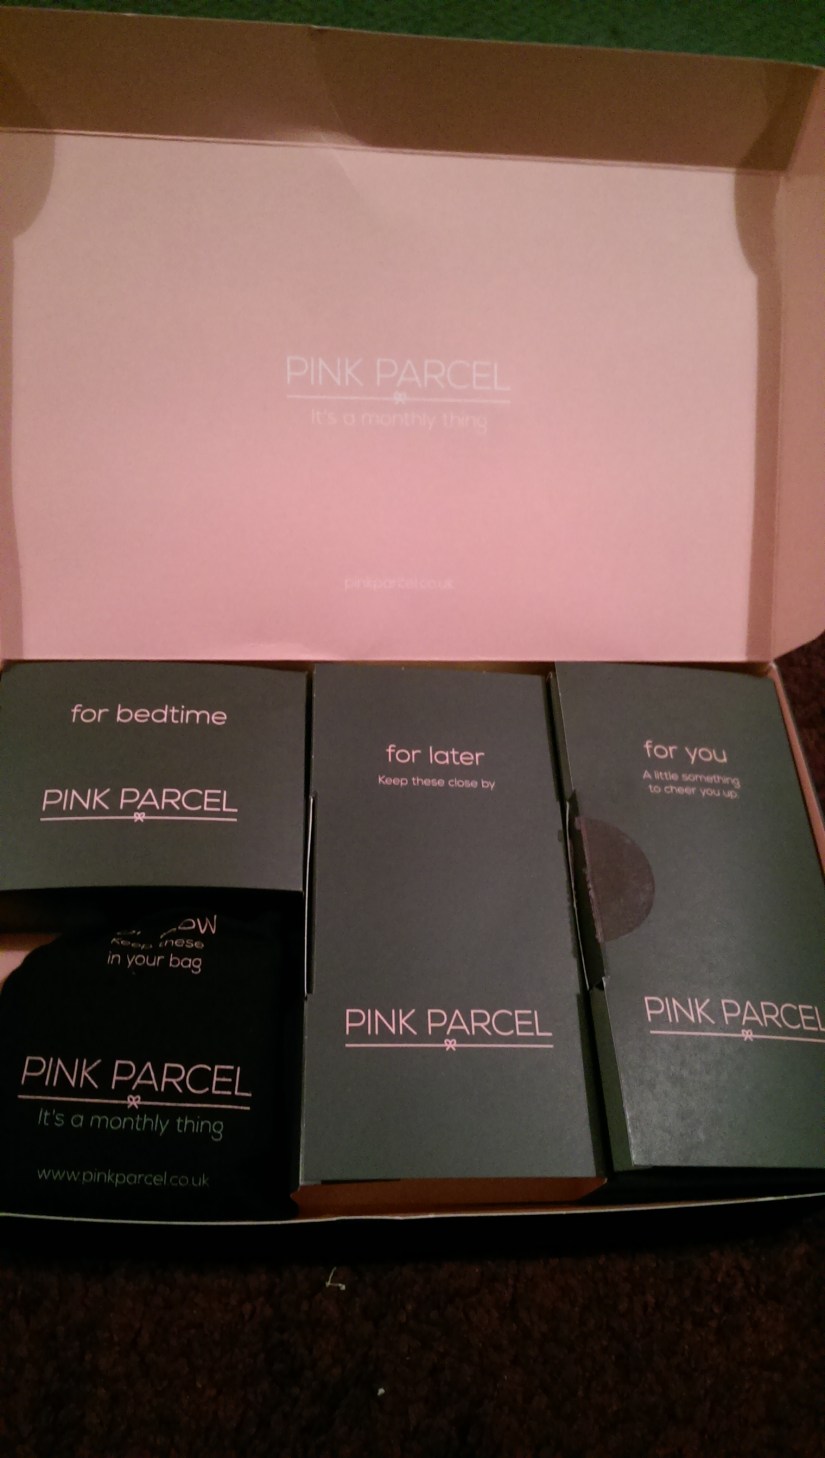 PINK PARCEL
It's a monthly thing
pinkparcel.co.uk
for bedtime
PINK PARCEL
Keep these
in your bag
PINK PARCEL
It's a monthly thing
www.pinkparcel.co.uk
for later
Keep these close by
PINK PARCEL
for you
A little something
to cheer you up.
PINK PARCEL